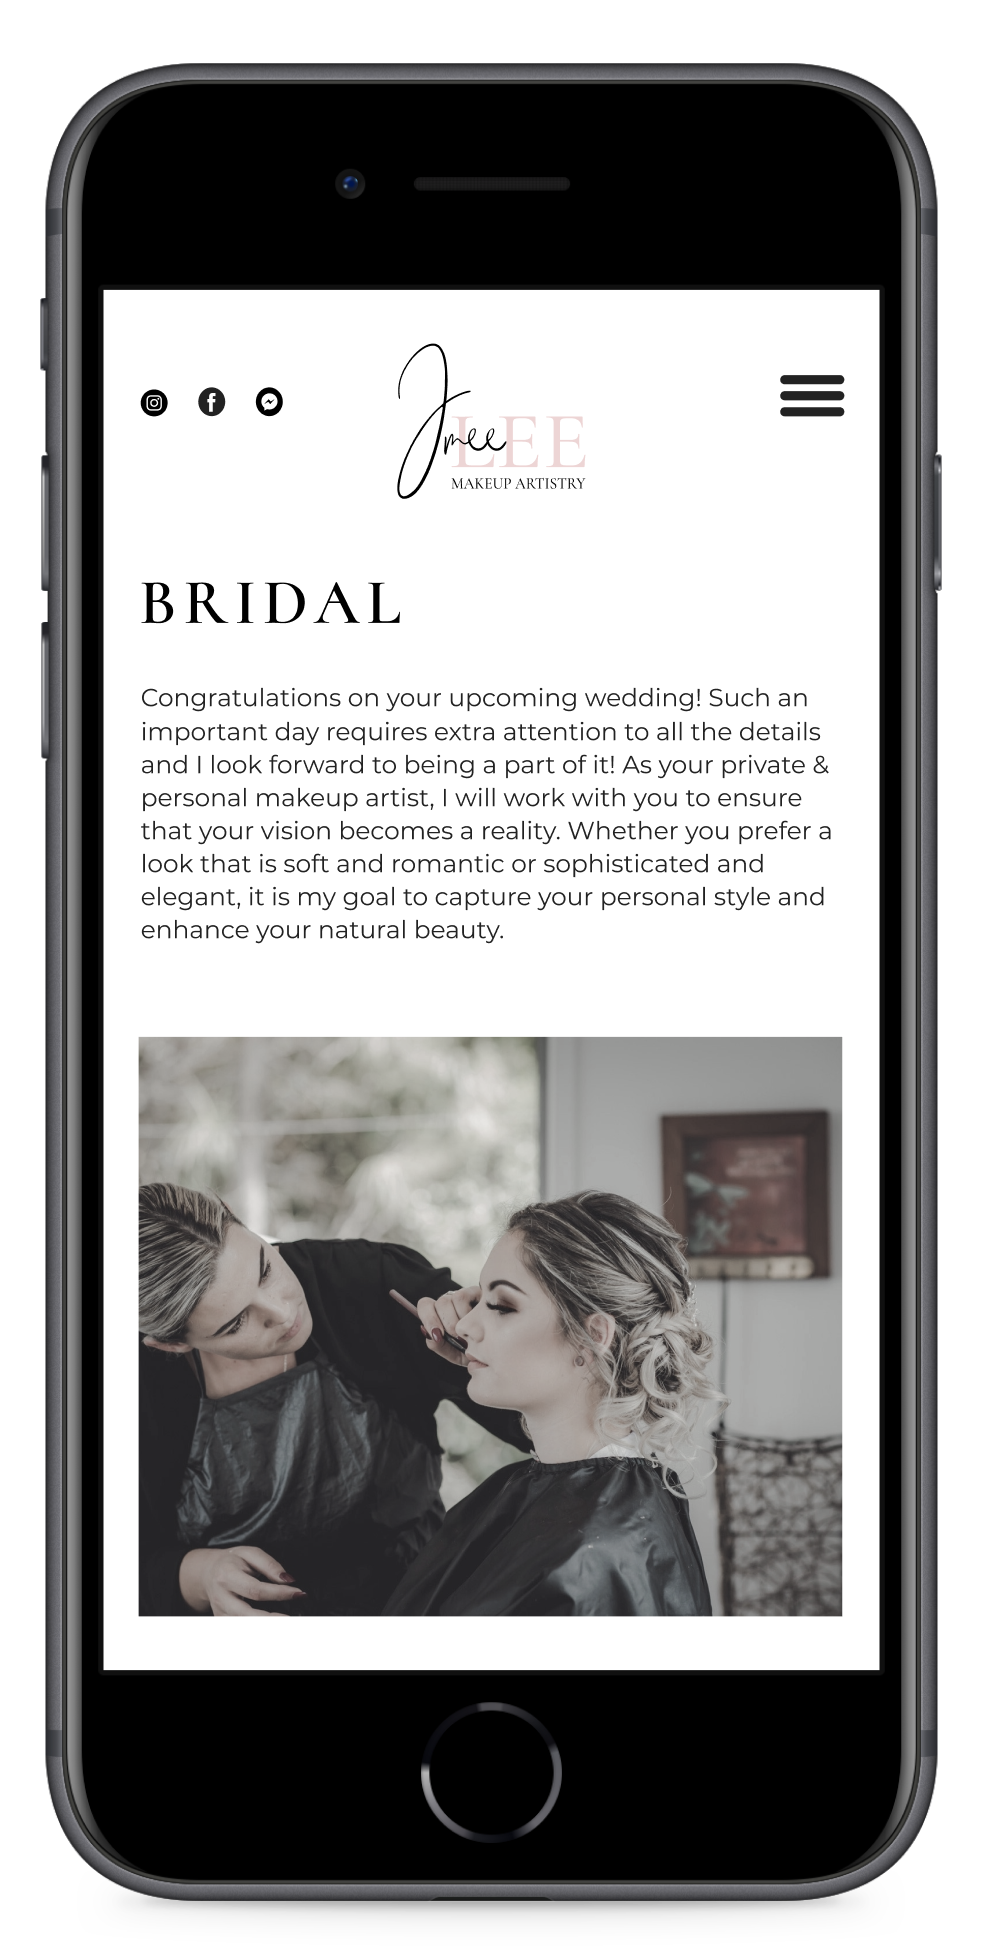 Jmee LEE
MAKEUP ARTISTRY
BRIDAL
Congratulations on your upcoming wedding! Such an
important day requires extra attention to all the details
and I look forward to being a part of it! As your private &
personal makeup artist, I will work with you to ensure
that your vision becomes a reality. Whether you prefer a
look that is soft and romantic or sophisticated and
elegant, it is my goal to capture your personal style and
enhance your natural beauty.